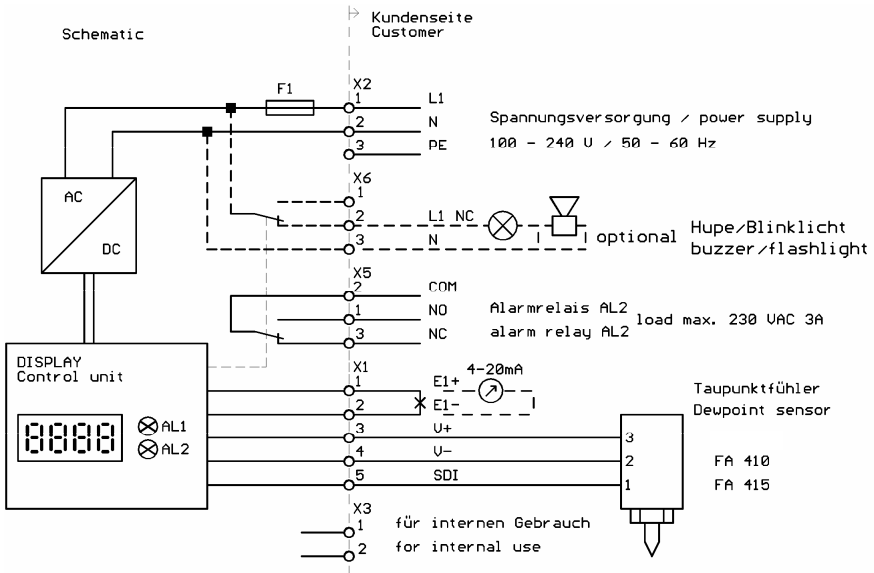 Schematic
Kundenseite
Customer
F1
X2
1
L1
2
N
3
PE
Spannungsversorgung / power supply
100 - 240 V / 50 - 60 Hz
X6
1
2
L1 NC
3
N
optional
Hupe/Blinklicht
buzzer/flashlight
AC
DC
X5
2
COM
1
NO
3
NC
Alarmrelais AL2
alarm relay AL2
load max. 230 VAC 3A
DISPLAY
Control unit
8888
AL1
AL2
X1
1
E1+
4-20mA
2
E1-
3
V+
4
V-
5
SDI
Taupunktfühler
Dewpoint sensor
3
2
1
FA 410
FA 415
X3
1
2
für internen Gebrauch
for internal use